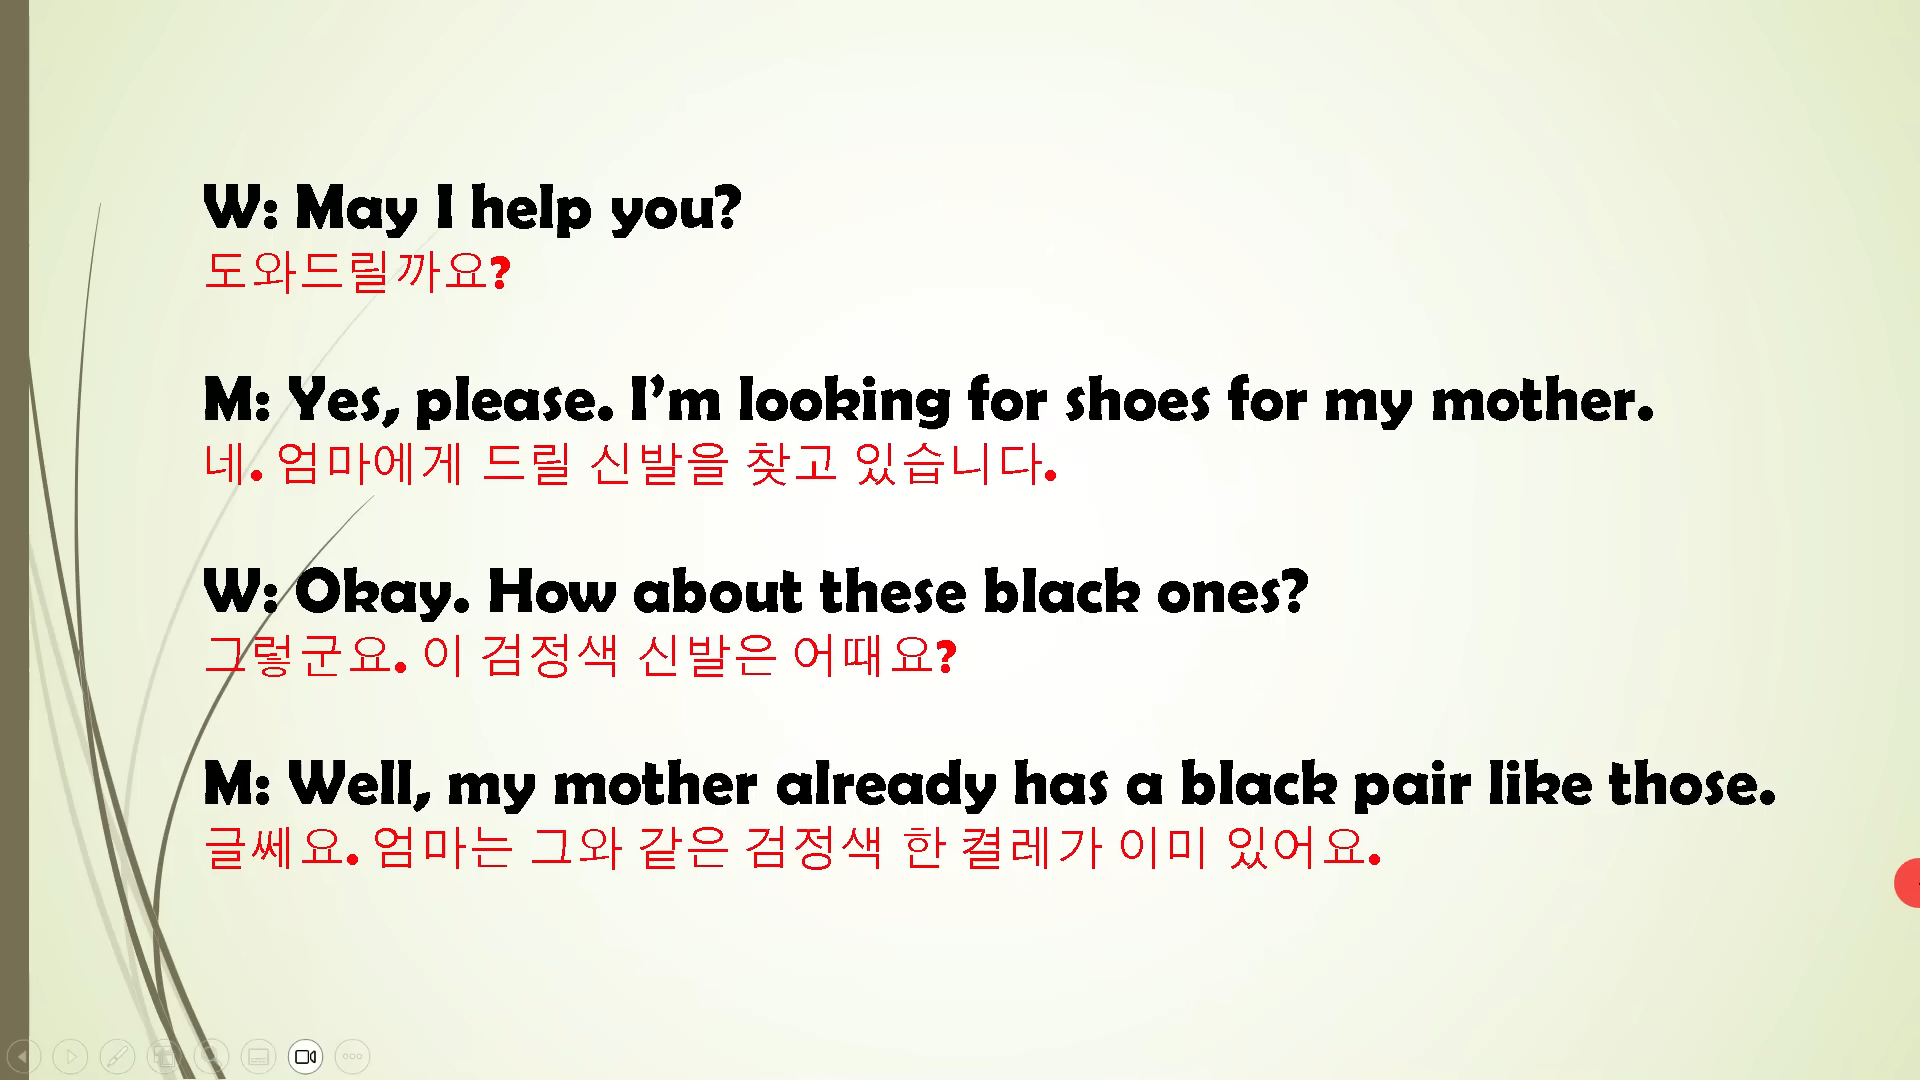 W: May I help you?
도와드릴까요?
M: Yes, please. I’m looking for shoes for my mother.
네. 엄마에게 드릴 신발을 찾고 있습니다.
W: Okay. How about these black ones?
그렇군요. 이 검정색 신발은 어때요?
M: Well, my mother already has a black pair like those.
글쎄요. 엄마는 그와 같은 검정색 한 켤레가 이미 있어요.